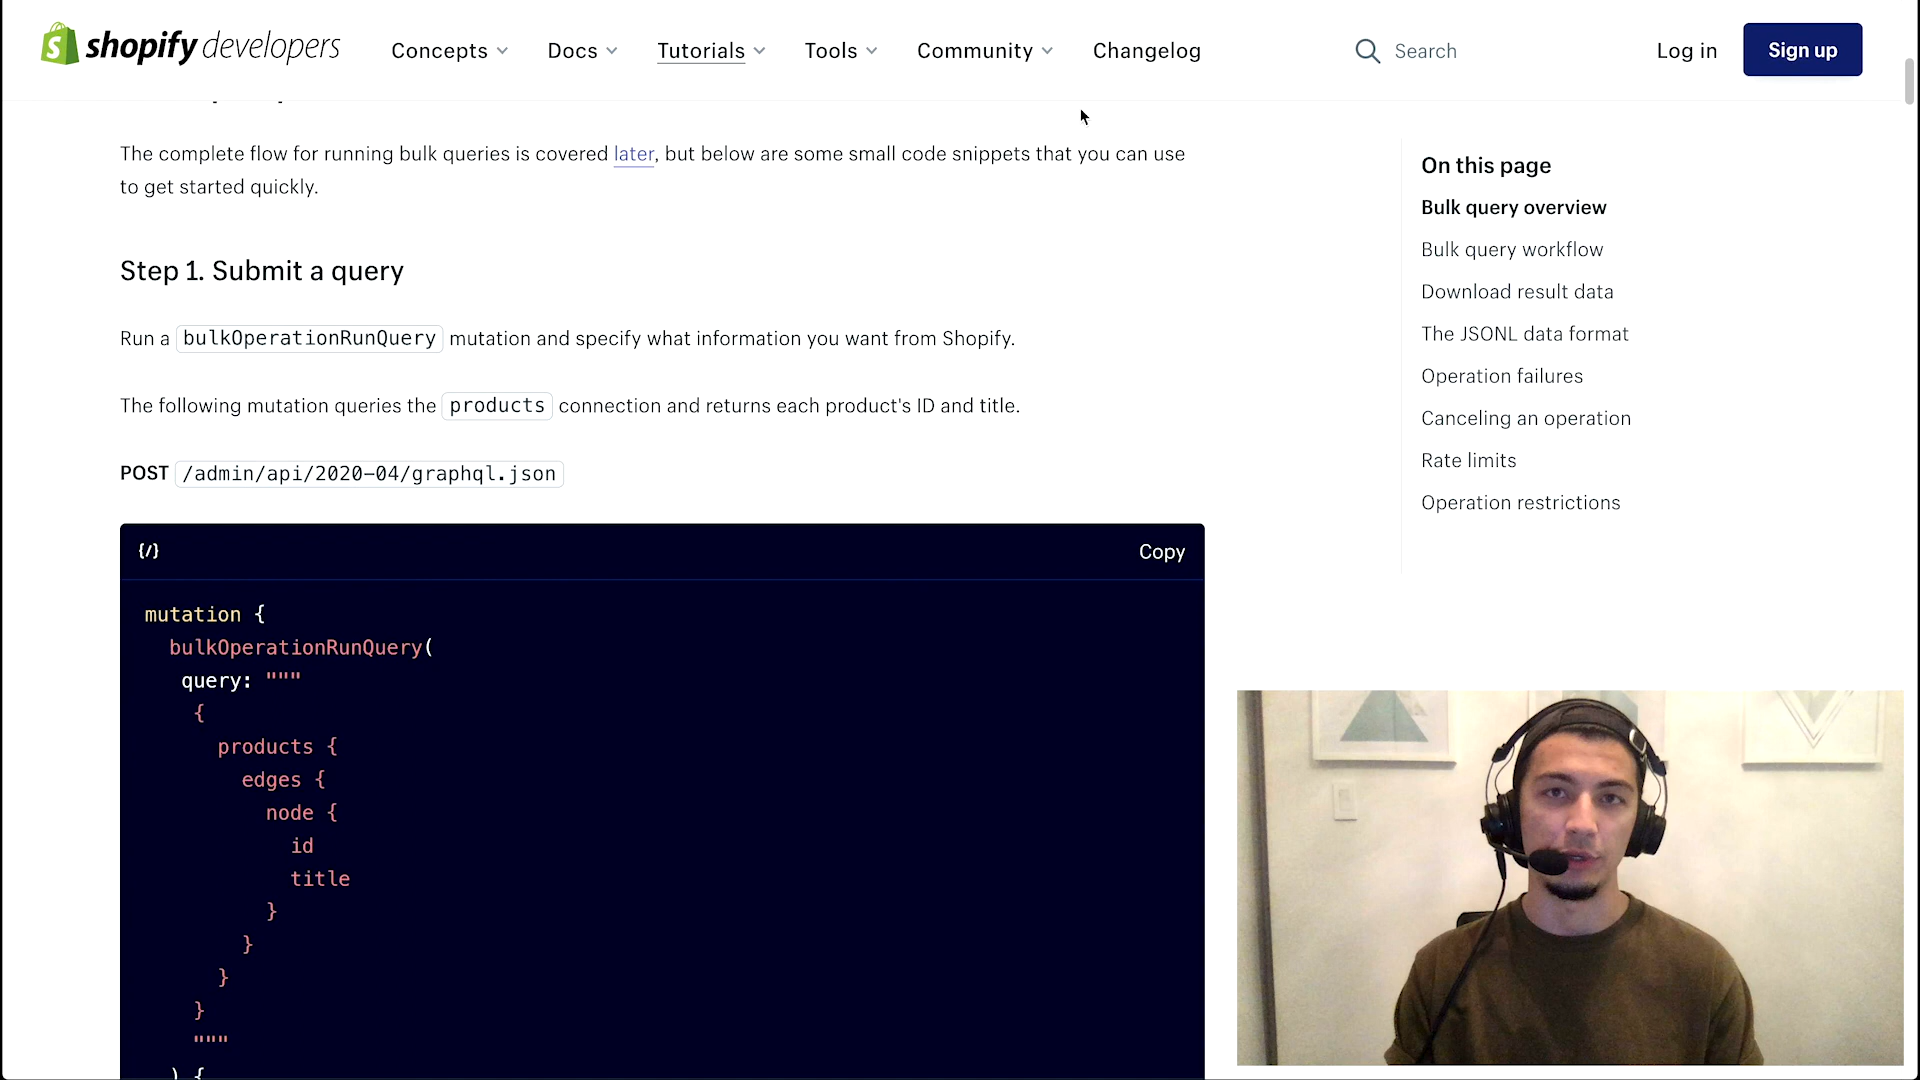 shopify developers
Concepts
Docs
Tutorials
Tools
Community
Changelog
Search
Log in
Sign up
The complete flow for running bulk queries is covered later, but below are some small code snippets that you can use
to get started quickly.
Step 1. Submit a query
Run a bulkOperationRunQuery mutation and specify what information you want from Shopify.
The following mutation queries the products connection and returns each product's ID and title.
POST /admin/api/2020-04/graphql.json
{/}
Copy
mutation {
bulkOperationRunQuery(
query: """
{
products {
edges {
node {
id
title
}
}
}
}
"""
) {
On this page
Bulk query overview
Bulk query workflow
Download result data
The JSONL data format
Operation failures
Canceling an operation
Rate limits
Operation restrictions